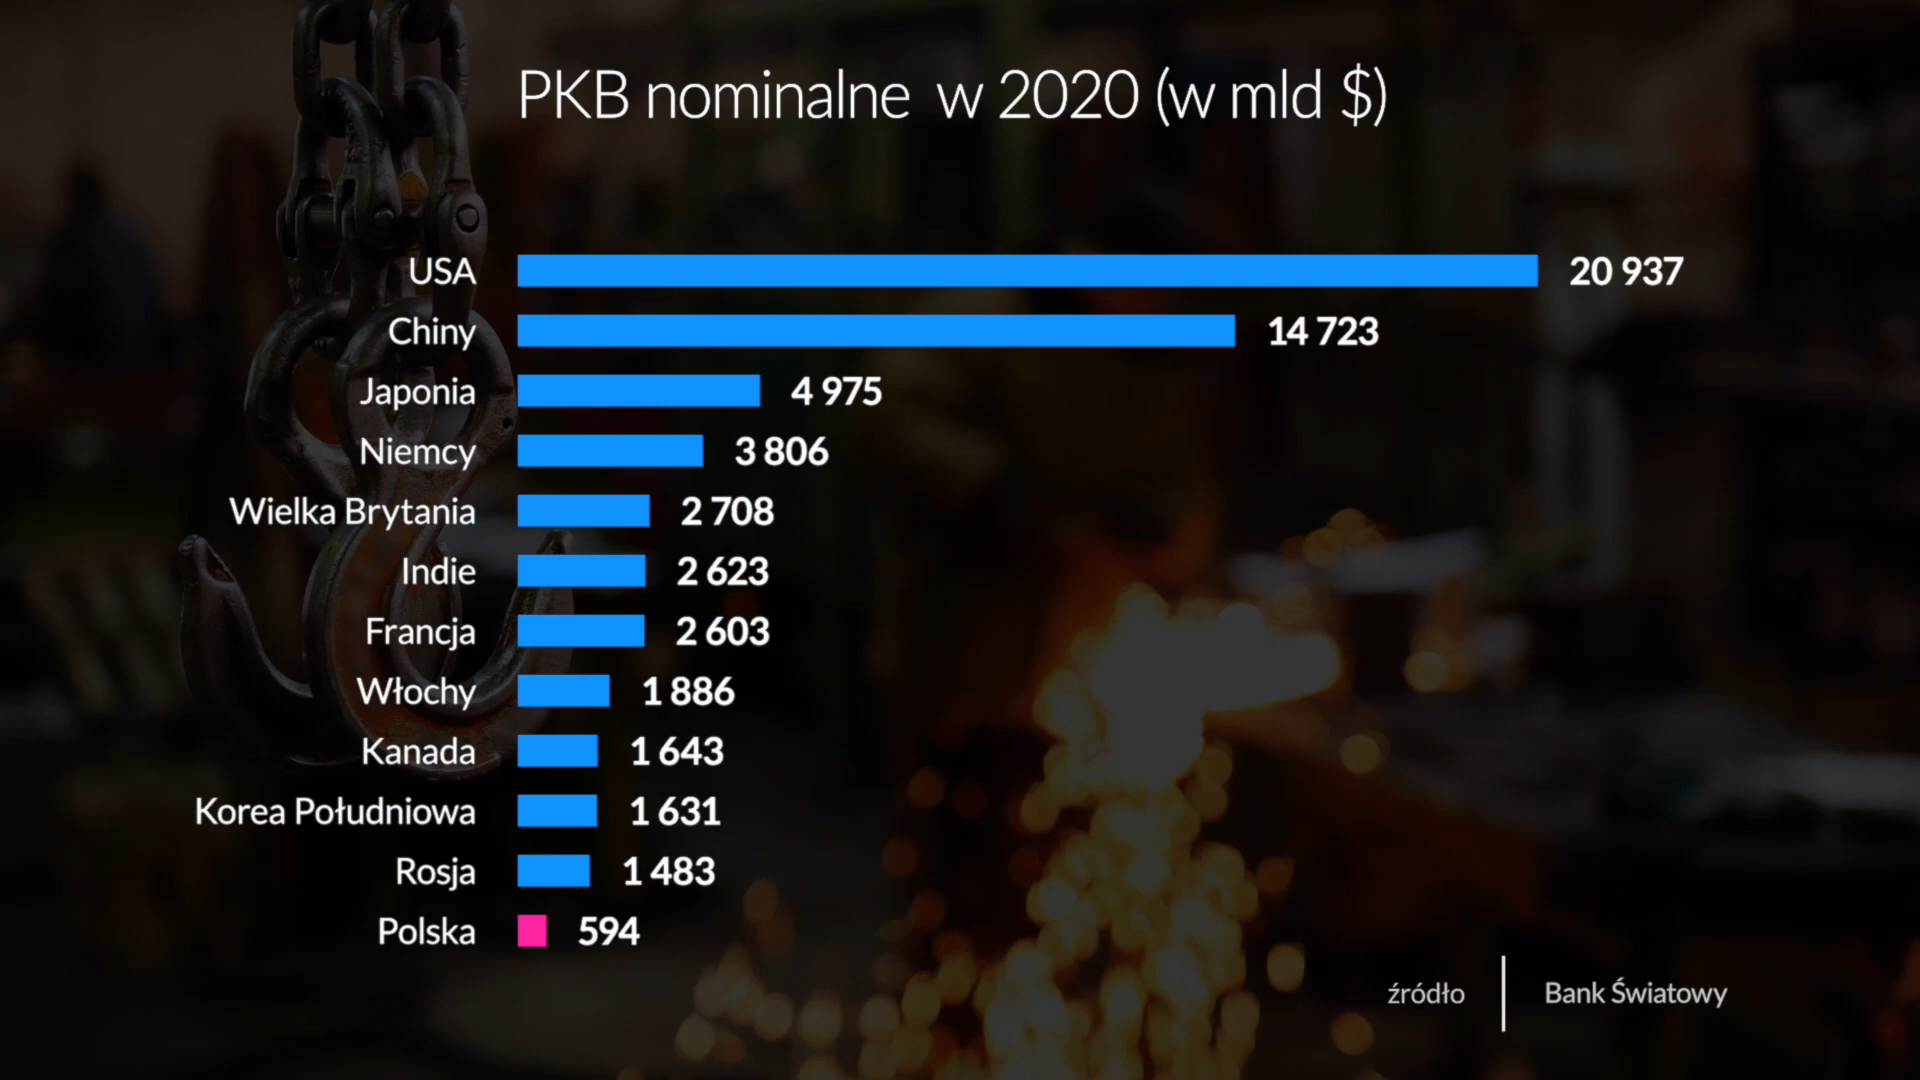 PKB nominalne w 2020 (w mld $)
USA 20 937
Chiny 14 723
Japonia 4 975
Niemcy 3 806
Wielka Brytania 2 708
Indie 2 623
Francja 2 603
Włochy 1 886
Kanada 1 643
Korea Południowa 1 631
Rosja 1 483
Polska 594
źródło Bank Światowy